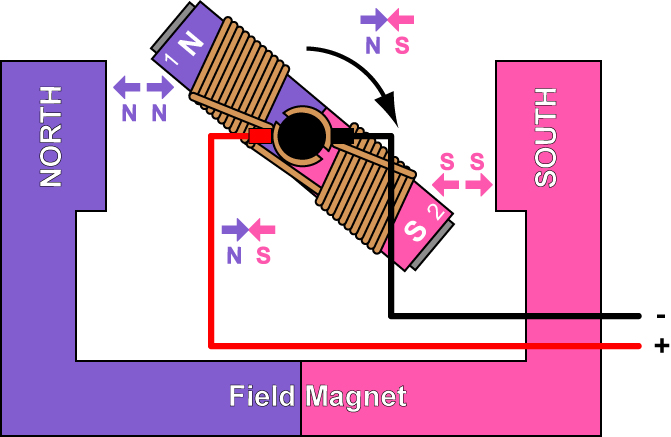 N S
1 N
N N
NORTH
SOUTH
S S
S 2
N S
-
+
Field Magnet